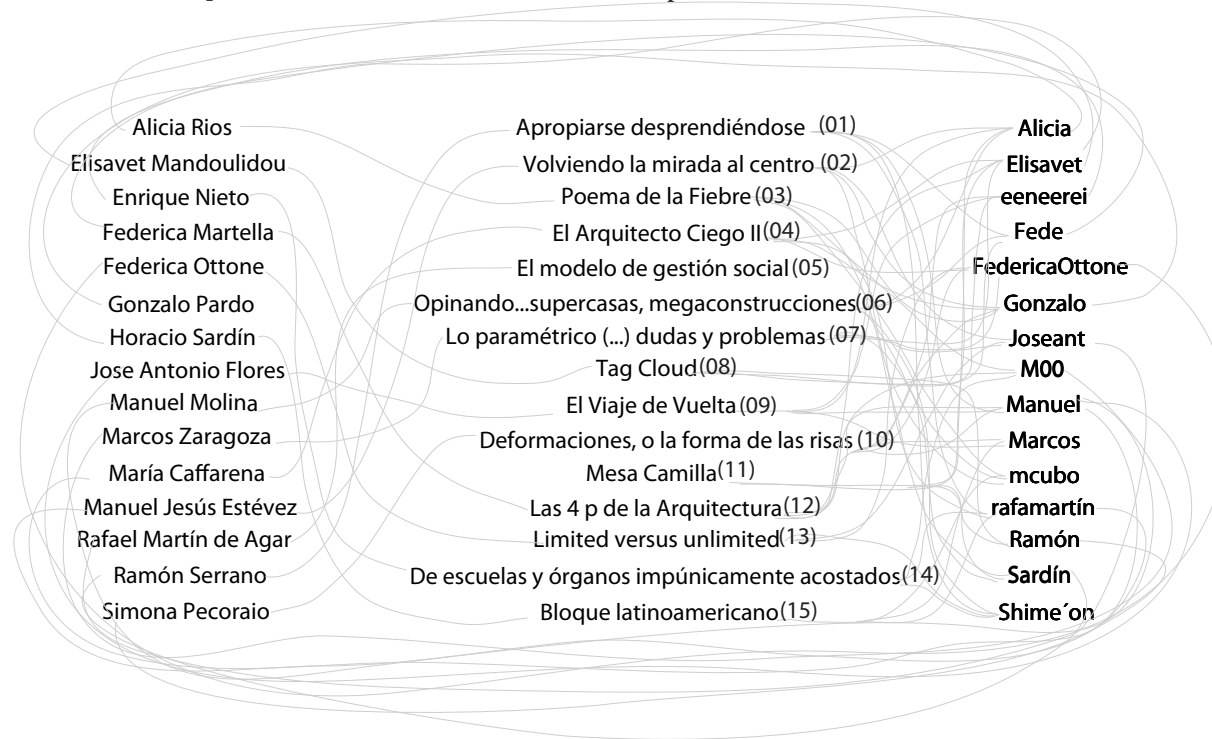 Alicia Rios Apropiarse desprendiéndose (01) Alicia
Elisavet Mandoulidou Volviendo la mirada al centro (02) Elisavet
Enrique Nieto Poema de la Fiebre (03) eeneerei
Federica Martella El Arquitecto Ciego II (04) Fede
Federica Ottone El modelo de gestión social (05) FedericaOttone
Gonzalo Pardo Opinando...supercasas, megaconstrucciones (06) Gonzalo
Horacio Sardín Lo paramétrico (...) dudas y problemas (07) Joseant
Jose Antonio Flores Tag Cloud (08) M00
Manuel Molina El Viaje de Vuelta (09) Manuel
Marcos Zaragoza Deformaciones, o la forma de las risas (10) Marcos
María Caffarena Mesa Camilla (11) mcubo
Manuel Jesús Estévez Las 4 p de la Arquitectura (12) rafamartín
Rafael Martín de Agar Limited versus unlimited (13) Ramón
Ramón Serrano De escuelas y órganos impúnicamente acostados (14) Sardín
Simona Pecoraio Bloque latinoamericano (15) Shime´on